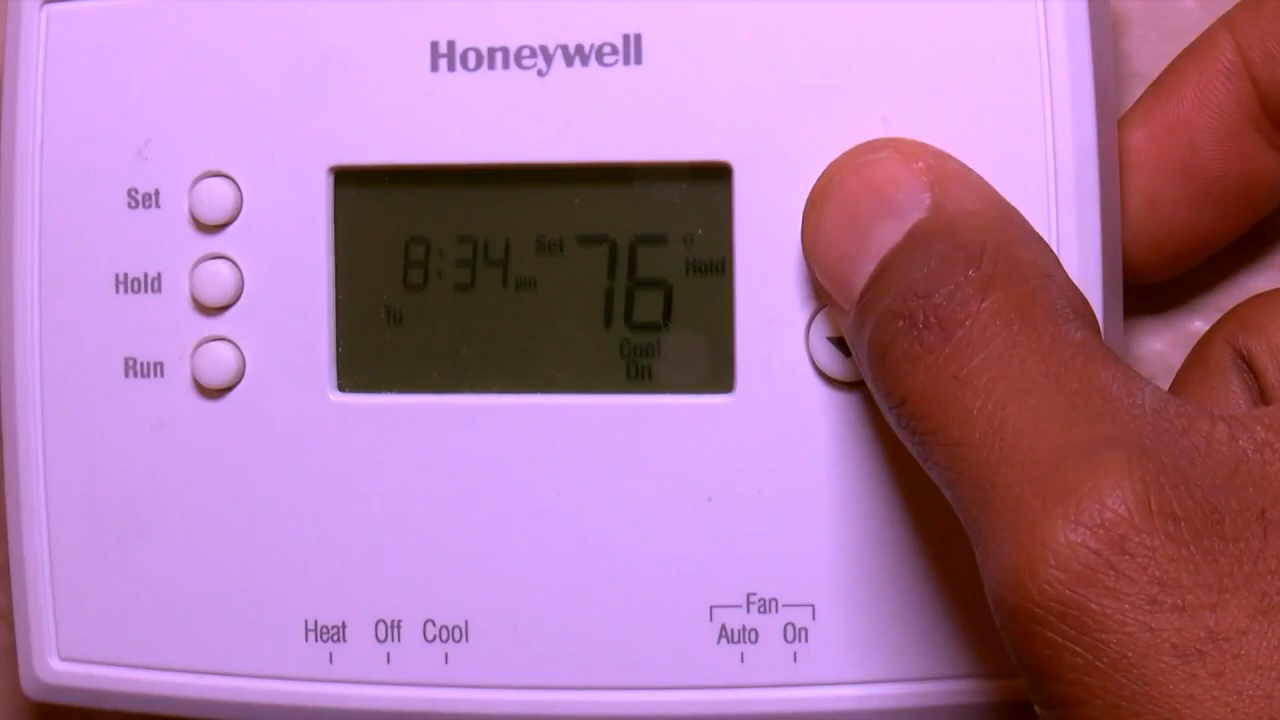 Honeywell
Set
Hold
Run
8:34 pm
Tu
Set 76° Hold
Cool
On
Heat Off Cool
Fan
Auto On